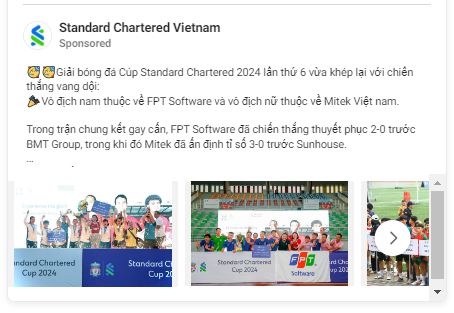 Standard Chartered Vietnam
Sponsored
Giải bóng đá Cúp Standard Chartered 2024 lần thứ 6 vừa khép lại với chiến
thắng vang dội:
Vô địch nam thuộc về FPT Software và vô địch nữ thuộc về Mitek Việt nam.
Trong trận chung kết gay cấn, FPT Software đã chiến thắng thuyết phục 2-0 trước
BMT Group, trong khi đó Mitek đã ấn định tỉ số 3-0 trước Sunhouse.
...
andard Chartered
Cup 2024
Standard Char
Cup 20
Standard Chartered
Cup 2024
FPT
Software